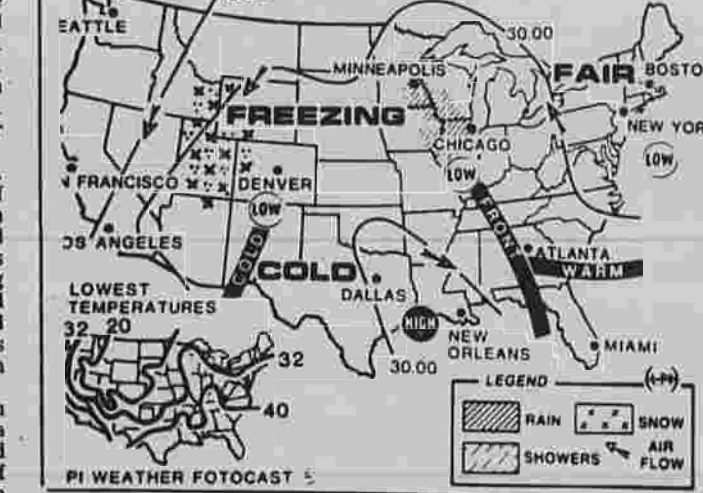 EATTLE
30.00
MINNEAPOLIS
FAIR
BOSTO
FREEZING
NEW YOR
CHICAGO
LOW
LOW
N FRANCISCO
DENVER
LOW
OS ANGELES
COLD
COLD
FRONT
ATLANTA
WARM
LOWEST
TEMPERATURES
DALLAS
32 20
HIGH
NEW
ORLEANS
MIAMI
32
30.00
40
LEGEND
RAIN
SNOW
SHOWERS
AIR
FLOW
PI WEATHER FOTOCAST